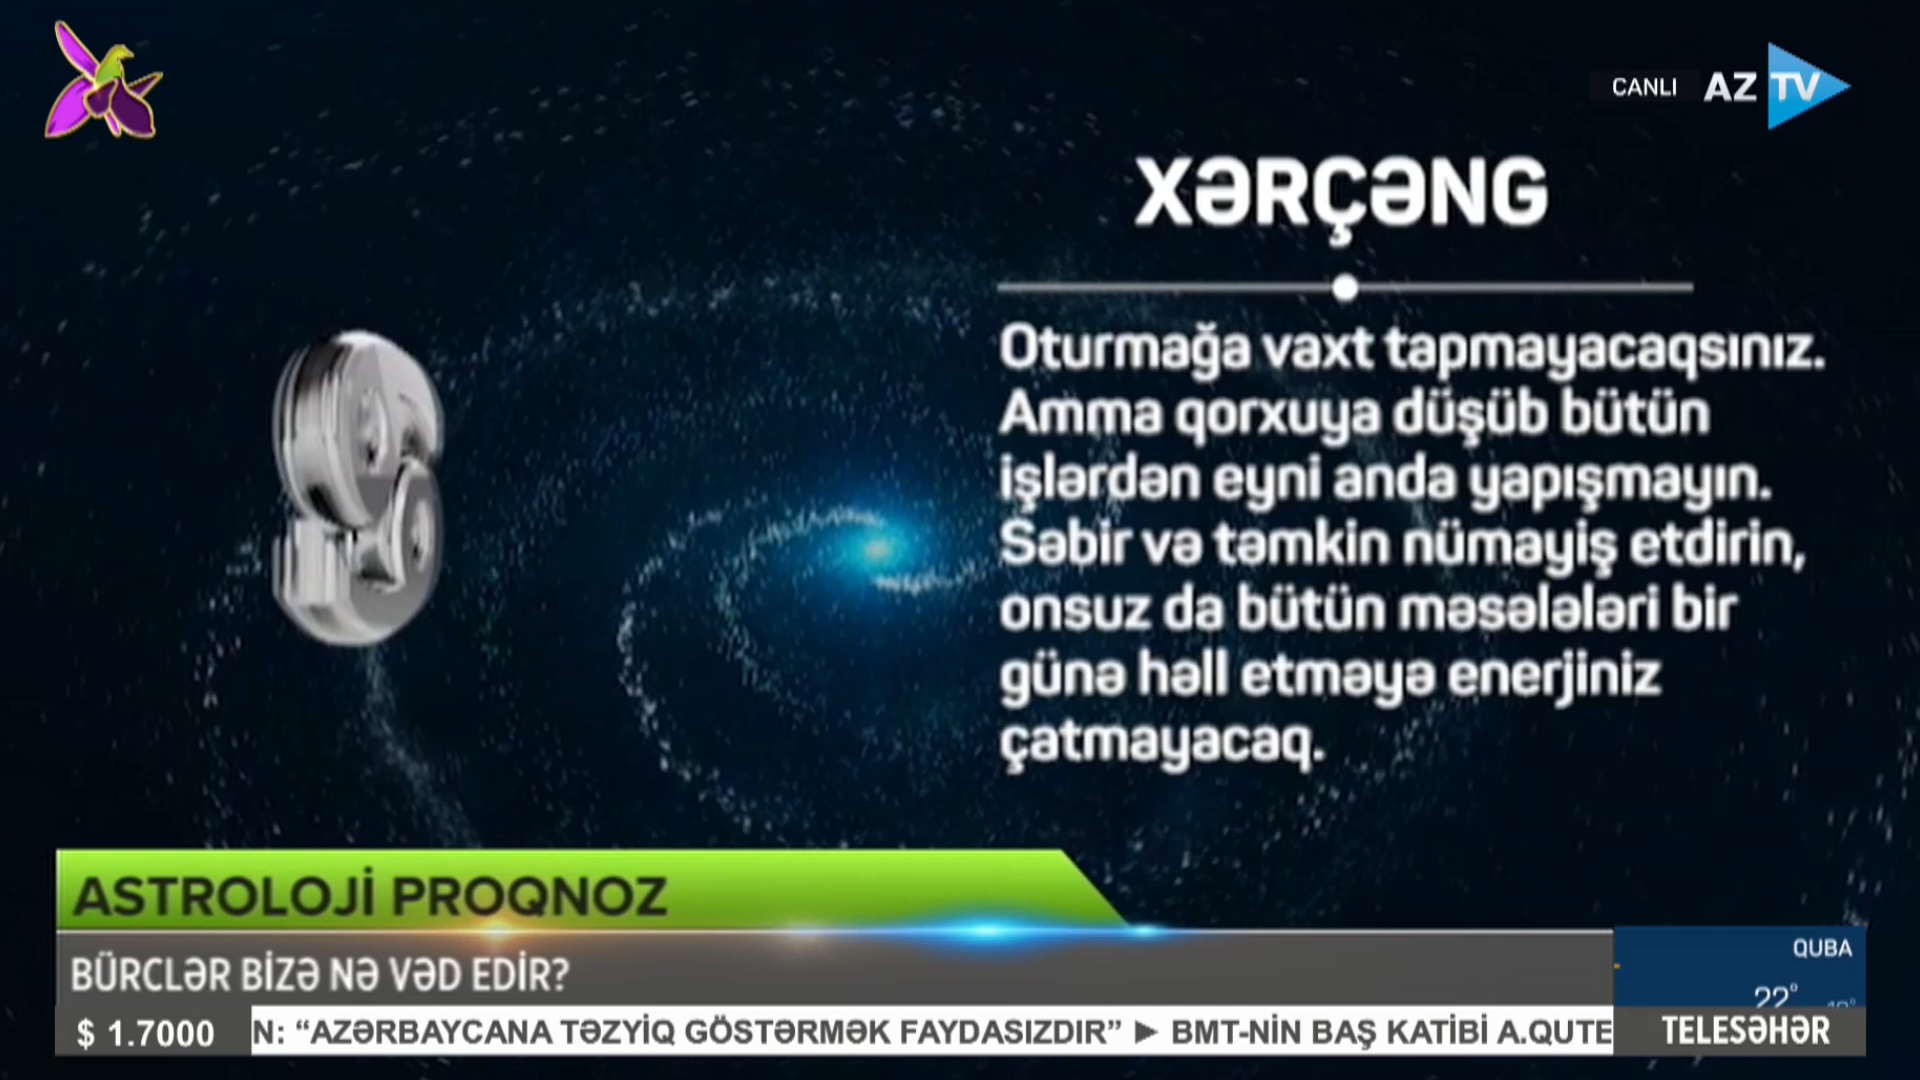 CANLI AZ TV
XƏRÇƏNG
Oturmağa vaxt tapmayacaqsınız.
Amma qorxuya düşüb bütün
işlərdən eyni anda yapışmayın.
Səbir və təmkin nümayiş etdirin,
onsuz da bütün məsələləri bir
günə həll etməyə enerjiniz
çatmayacaq.
ASTROLOJİ PROQNOZ
BÜRCLƏR BİZƏ NƏ VƏD EDİR?
QUBA
22°
$ 1.7000
N: “AZƏRBAYCANA TƏZYİQ GÖSTƏRMƏK FAYDASIZDIR” ► BMT-NİN BAŞ KATİBİ A.QUTE
TELESƏHƏR